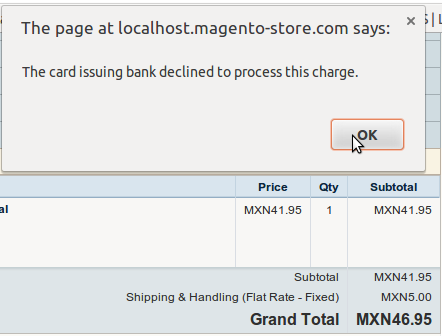 The page at localhost.magento-store.com says:
×
The card issuing bank declined to process this charge.
OK
Price Qty Subtotal
MXN41.95 1 MXN41.95
Subtotal MXN41.95
Shipping & Handling (Flat Rate - Fixed) MXN5.00
Grand Total MXN46.95